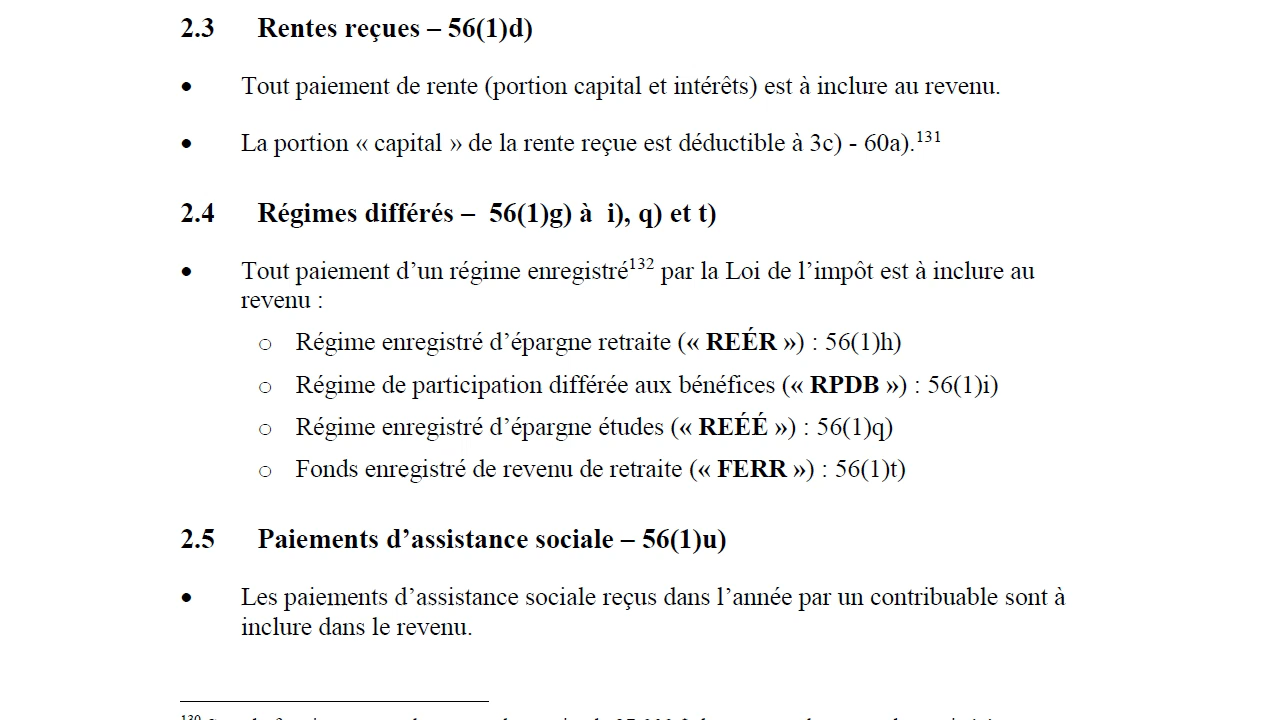 2.3 Rentes reçues – 56(1)d)
• Tout paiement de rente (portion capital et intérêts) est à inclure au revenu.
• La portion « capital » de la rente reçue est déductible à 3c) - 60a).131
2.4 Régimes différés – 56(1)g) à i), q) et t)
• Tout paiement d’un régime enregistré132 par la Loi de l’impôt est à inclure au
revenu :
○ Régime enregistré d’épargne retraite (« REÉR ») : 56(1)h)
○ Régime de participation différée aux bénéfices (« RPDB ») : 56(1)i)
○ Régime enregistré d’épargne études (« REÉÉ ») : 56(1)q)
○ Fonds enregistré de revenu de retraite (« FERR ») : 56(1)t)
2.5 Paiements d’assistance sociale – 56(1)u)
• Les paiements d’assistance sociale reçus dans l’année par un contribuable sont à
inclure dans le revenu.
130